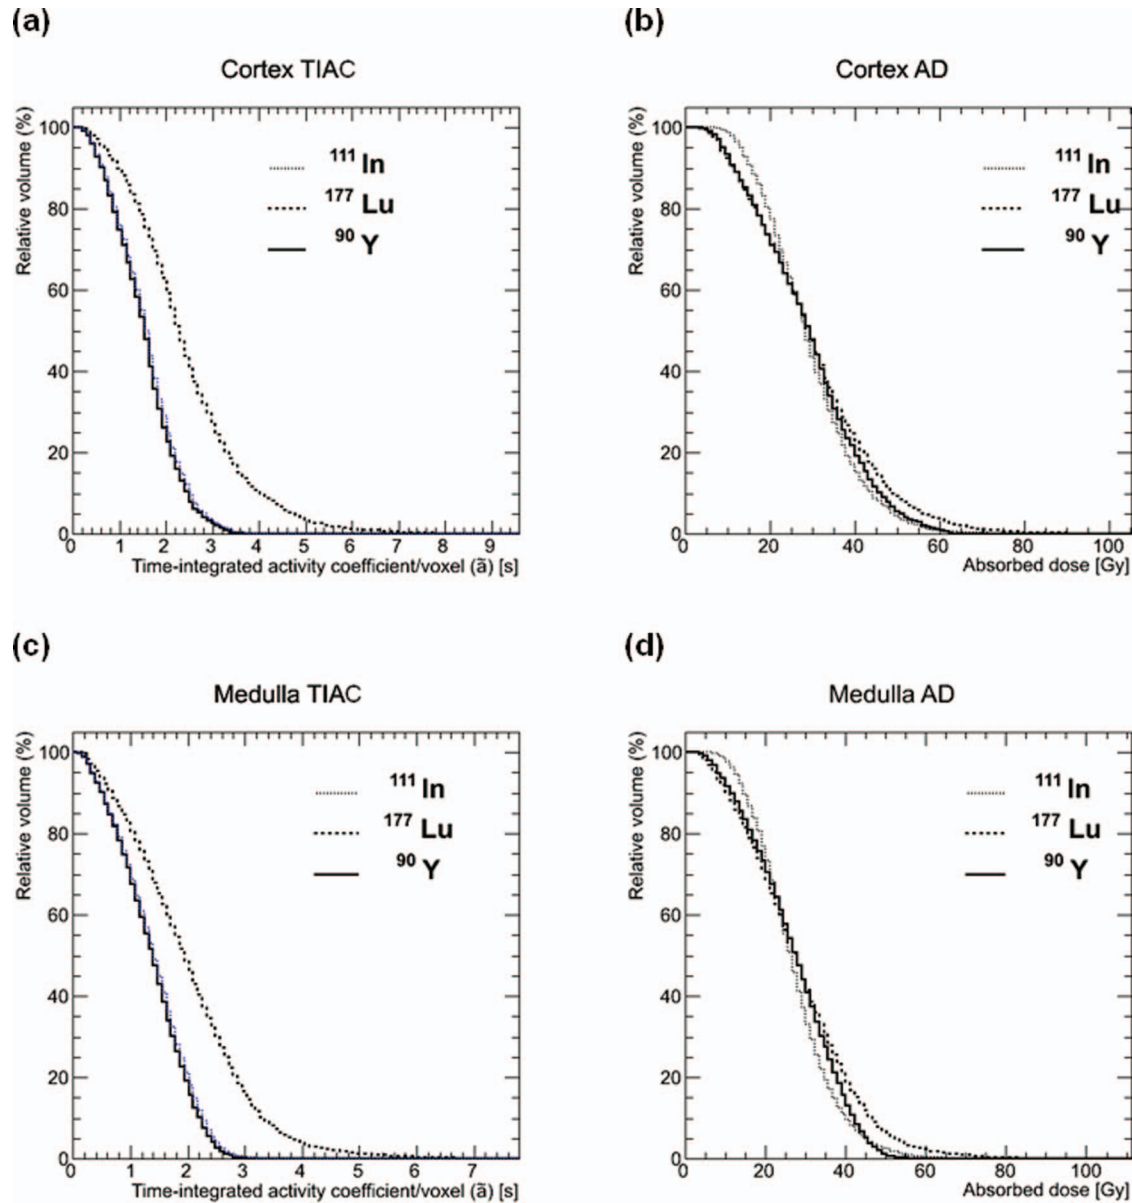 (a)
Cortex TIAC
Relative volume (%)
100
80
60
40
20
0
¹¹¹In
¹⁷⁷Lu
⁹⁰Y
0 1 2 3 4 5 6 7 8 9
Time-integrated activity coefficient/voxel (ã) [s]
(b)
Cortex AD
Relative volume (%)
100
80
60
40
20
0
¹¹¹In
¹⁷⁷Lu
⁹⁰Y
0 20 40 60 80 100
Absorbed dose [Gy]
(c)
Medulla TIAC
Relative volume (%)
100
80
60
40
20
0
¹¹¹In
¹⁷⁷Lu
⁹⁰Y
0 1 2 3 4 5 6 7
Time-integrated activity coefficient/voxel (ã) [s]
(d)
Medulla AD
Relative volume (%)
100
80
60
40
20
0
¹¹¹In
¹⁷⁷Lu
⁹⁰Y
0 20 40 60 80 100
Absorbed dose [Gy]